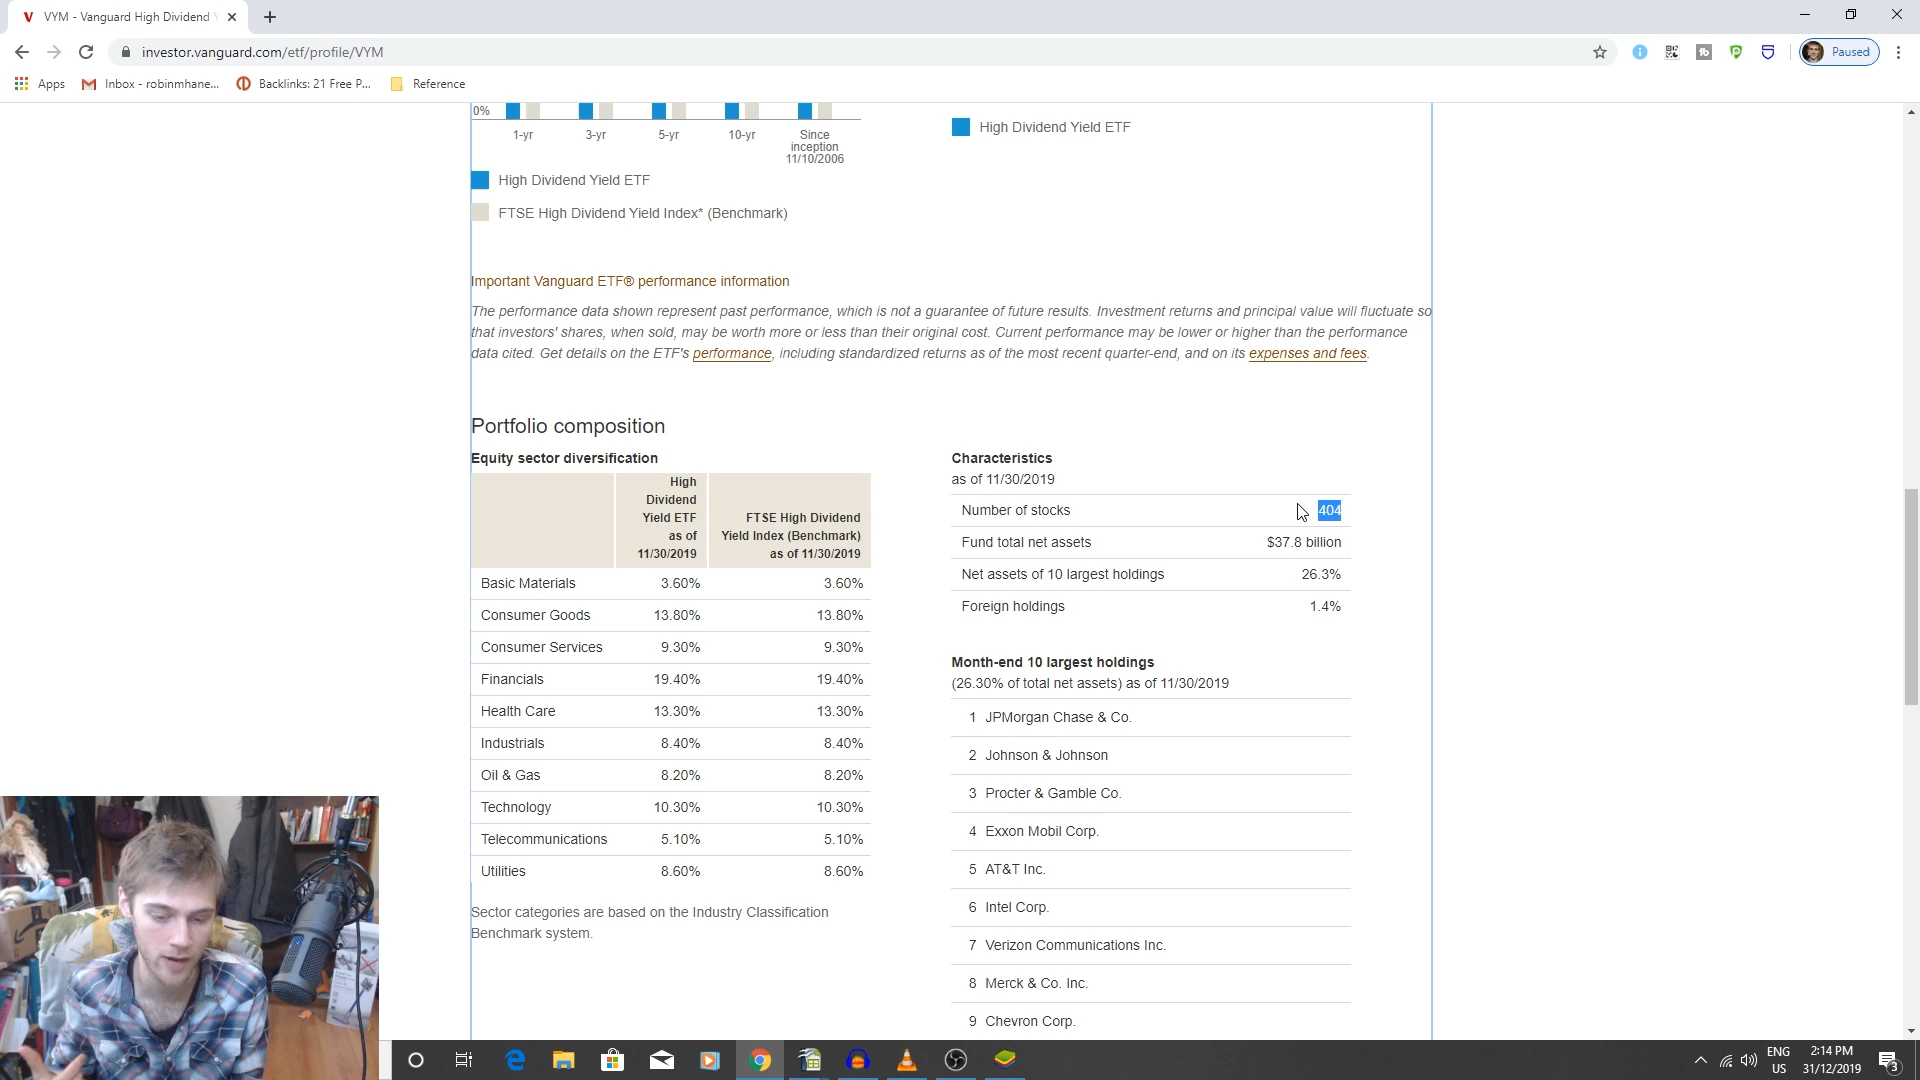 VYM - Vanguard High Dividend
investor.vanguard.com/etf/profile/VYM
Paused
Apps
Inbox - robinmhane...
Backlinks: 21 Free P...
Reference
0%
1-yr
3-yr
5-yr
10-yr
Since
inception
11/10/2006
High Dividend Yield ETF
High Dividend Yield ETF
FTSE High Dividend Yield Index* (Benchmark)
Important Vanguard ETF® performance information
The performance data shown represent past performance, which is not a guarantee of future results. Investment returns and principal value will fluctuate so
that investors' shares, when sold, may be worth more or less than their original cost. Current performance may be lower or higher than the performance
data cited. Get details on the ETF's performance, including standardized returns as of the most recent quarter-end, and on its expenses and fees.
Portfolio composition
Equity sector diversification
High
Dividend
Yield ETF
as of
11/30/2019
FTSE High Dividend
Yield Index (Benchmark)
as of 11/30/2019
Basic Materials 3.60% 3.60%
Consumer Goods 13.80% 13.80%
Consumer Services 9.30% 9.30%
Financials 19.40% 19.40%
Health Care 13.30% 13.30%
Industrials 8.40% 8.40%
Oil & Gas 8.20% 8.20%
Technology 10.30% 10.30%
Telecommunications 5.10% 5.10%
Utilities 8.60% 8.60%
Sector categories are based on the Industry Classification
Benchmark system.
Characteristics
as of 11/30/2019
Number of stocks 404
Fund total net assets $37.8 billion
Net assets of 10 largest holdings 26.3%
Foreign holdings 1.4%
Month-end 10 largest holdings
(26.30% of total net assets) as of 11/30/2019
1 JPMorgan Chase & Co.
2 Johnson & Johnson
3 Procter & Gamble Co.
4 Exxon Mobil Corp.
5 AT&T Inc.
6 Intel Corp.
7 Verizon Communications Inc.
8 Merck & Co. Inc.
9 Chevron Corp.
ENG
US
2:14 PM
31/12/2019
3